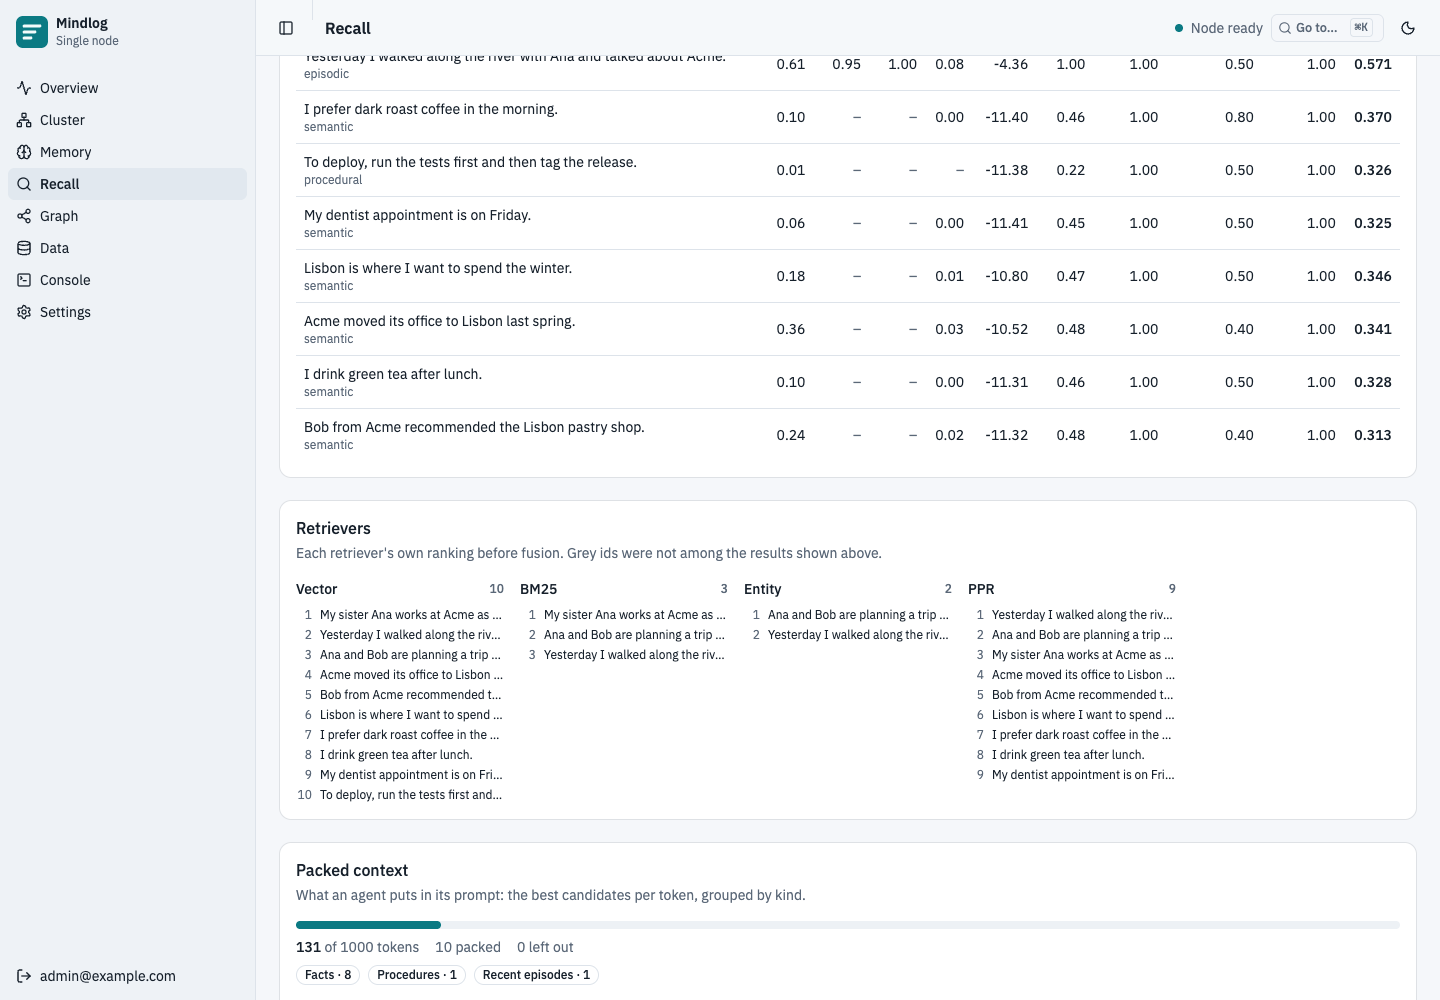 Mindlog
Single node
Overview
Cluster
Memory
Recall
Graph
Data
Console
Settings
admin@example.com
Recall
Node ready
Go to...
⌘K
Yesterday I walked along the river with Ana and talked about Acme.
episodic
0.61 0.95 1.00 0.08 -4.36 1.00 1.00 0.50 1.00 0.571
I prefer dark roast coffee in the morning.
semantic
0.10 – – 0.00 -11.40 0.46 1.00 0.80 1.00 0.370
To deploy, run the tests first and then tag the release.
procedural
0.01 – – – -11.38 0.22 1.00 0.50 1.00 0.326
My dentist appointment is on Friday.
semantic
0.06 – – 0.00 -11.41 0.45 1.00 0.50 1.00 0.325
Lisbon is where I want to spend the winter.
semantic
0.18 – – 0.01 -10.80 0.47 1.00 0.50 1.00 0.346
Acme moved its office to Lisbon last spring.
semantic
0.36 – – 0.03 -10.52 0.48 1.00 0.40 1.00 0.341
I drink green tea after lunch.
semantic
0.10 – – 0.00 -11.31 0.46 1.00 0.50 1.00 0.328
Bob from Acme recommended the Lisbon pastry shop.
semantic
0.24 – – 0.02 -11.32 0.48 1.00 0.40 1.00 0.313
Retrievers
Each retriever's own ranking before fusion. Grey ids were not among the results shown above.
Vector 10
1 My sister Ana works at Acme as ...
2 Yesterday I walked along the riv...
3 Ana and Bob are planning a trip ...
4 Acme moved its office to Lisbon ...
5 Bob from Acme recommended t...
6 Lisbon is where I want to spend ...
7 I prefer dark roast coffee in the ...
8 I drink green tea after lunch.
9 My dentist appointment is on Fri...
10 To deploy, run the tests first and...
BM25 3
1 My sister Ana works at Acme as ...
2 Ana and Bob are planning a trip ...
3 Yesterday I walked along the riv...
Entity 2
1 Ana and Bob are planning a trip ...
2 Yesterday I walked along the riv...
PPR 9
1 Yesterday I walked along the riv...
2 Ana and Bob are planning a trip ...
3 My sister Ana works at Acme as ...
4 Acme moved its office to Lisbon ...
5 Bob from Acme recommended t...
6 Lisbon is where I want to spend ...
7 I prefer dark roast coffee in the ...
8 I drink green tea after lunch.
9 My dentist appointment is on Fri...
Packed context
What an agent puts in its prompt: the best candidates per token, grouped by kind.
131 of 1000 tokens 10 packed 0 left out
Facts · 8 Procedures · 1 Recent episodes · 1